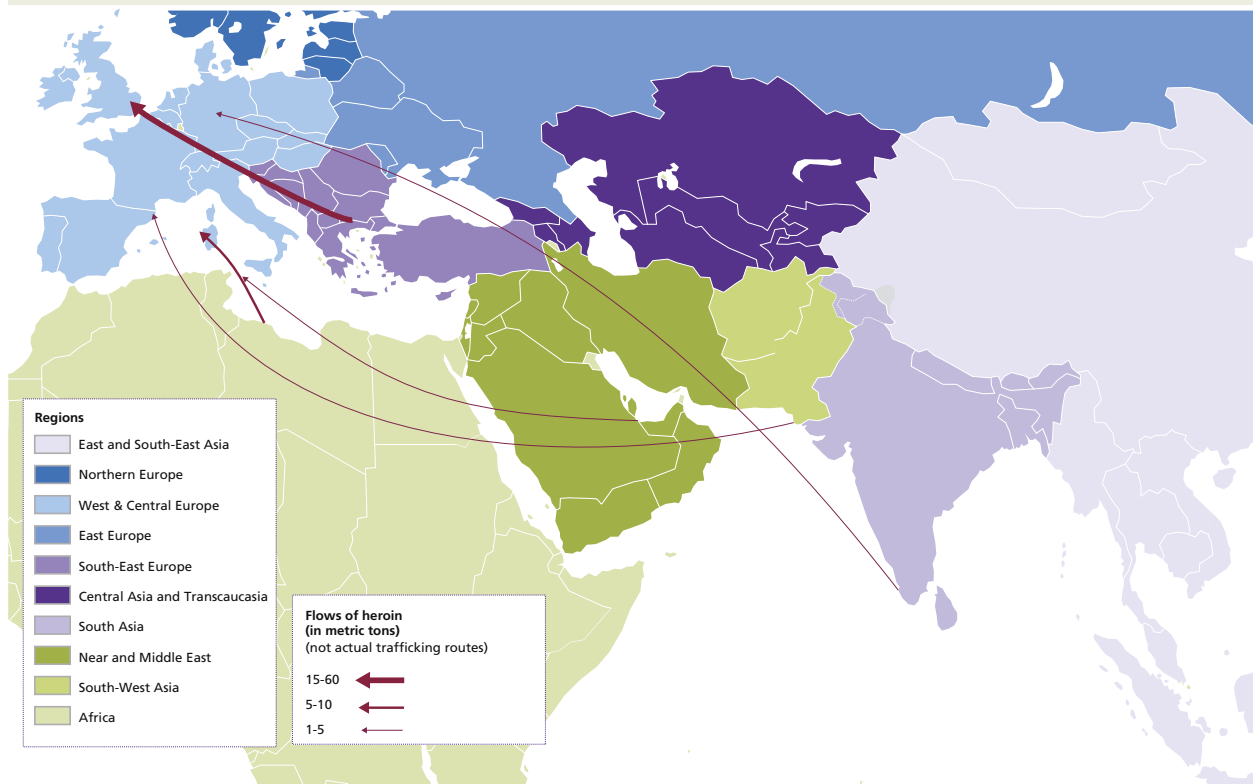 Regions
East and South-East Asia
Northern Europe
West & Central Europe
East Europe
South-East Europe
Central Asia and Transcaucasia
South Asia
Near and Middle East
South-West Asia
Africa
Flows of heroin
(in metric tons)
(not actual trafficking routes)
15-60
5-10
1-5